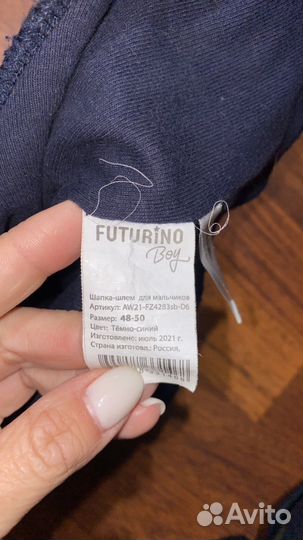 FUTURINO
Boy
Шапка-шлем для мальчиков
Артикул: AW21-FZ4283sb-D6
Размер: 48-50
Цвет: Тёмно-синий
Изготовлено: июль 2021 г.
Страна изготовл.: Россия.
Avito